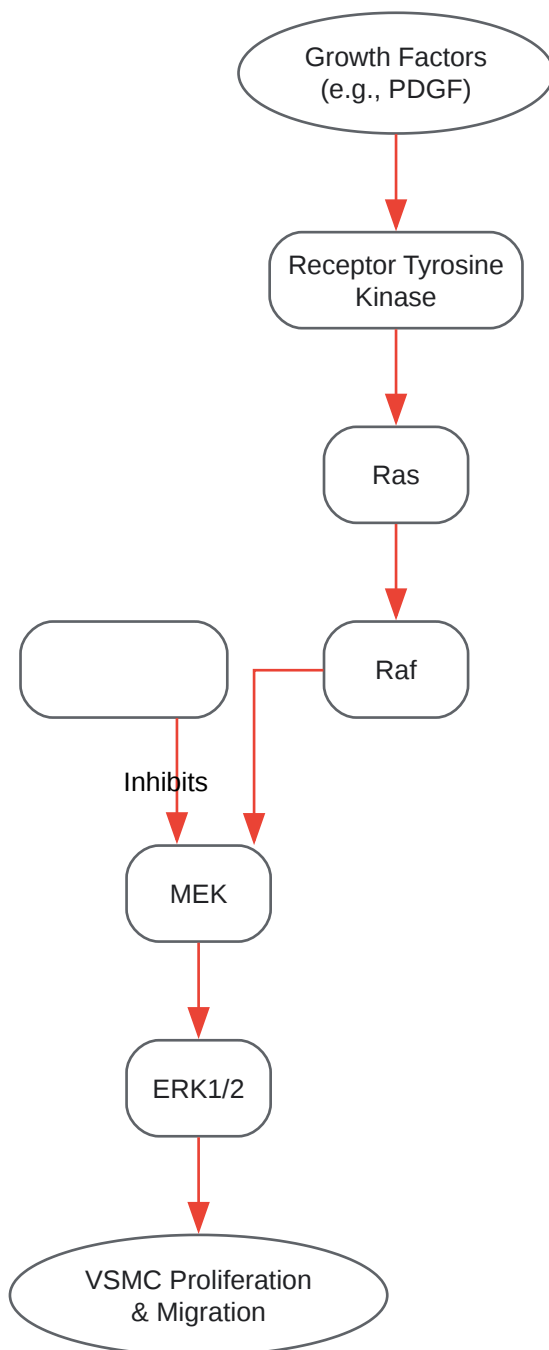 Growth Factors
(e.g., PDGF)
Receptor Tyrosine
Kinase
Ras
Raf
Inhibits
MEK
ERK1/2
VSMC Proliferation
& Migration